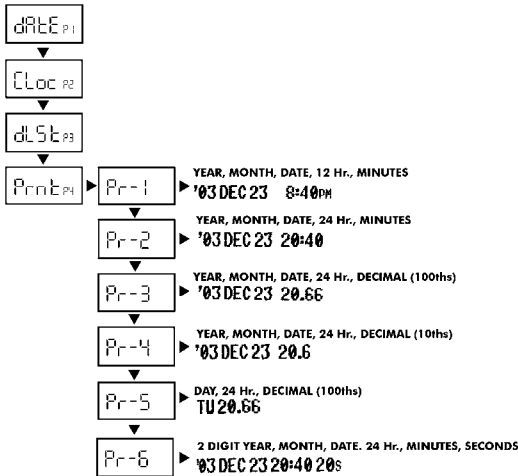 dAtE P1
CLoc P2
dLSt P3
Prnt P4
Pr-1
YEAR, MONTH, DATE, 12 Hr., MINUTES
'03 DEC 23 8:40PM
Pr-2
YEAR, MONTH, DATE, 24 Hr., MINUTES
'03 DEC 23 20:40
Pr-3
YEAR, MONTH, DATE, 24 Hr., DECIMAL (100ths)
'03 DEC 23 20.66
Pr-4
YEAR, MONTH, DATE, 24 Hr., DECIMAL (10ths)
'03 DEC 23 20.6
Pr-5
DAY, 24 Hr., DECIMAL (100ths)
TU 20.66
Pr-6
2 DIGIT YEAR, MONTH, DATE. 24 Hr., MINUTES, SECONDS
'03 DEC 23 20:40 20s